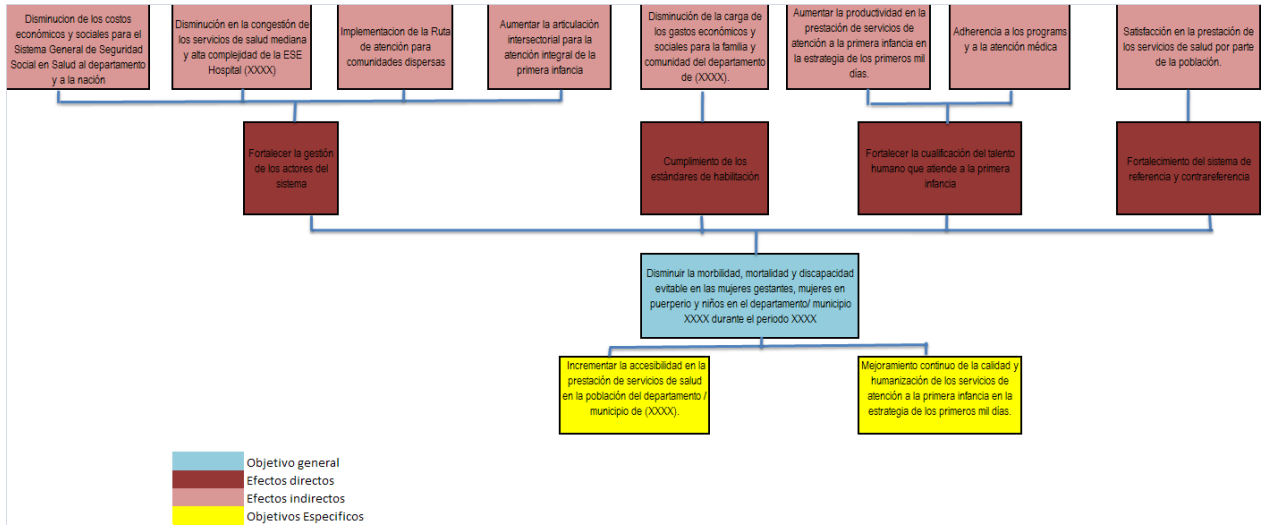 Disminucion de los costos
económicos y sociales para el
Sistema General de Seguridad
Social en Salud al departamento
y a la nación
Disminución en la congestión de
los servicios de salud mediana
y alta complejidad de la ESE
Hospital (XXXX)
Implementacion de la Ruta
de atención para
comunidades dispersas
Aumentar la articulación
intersectorial para la
atención integral de la
primera infancia
Disminución de la carga de
los gastos económicos y
sociales para la familia y
comunidad del departamento
de (XXXX).
Aumentar la productividad en la
prestación de servicios de
atención a la primera infancia en
la estrategia de los primeros mil
días.
Adherencia a los programs
y a la atención médica
Satisfacción en la prestación de
los servicios de salud por parte
de la población.
Fortalecer la gestión
de los actores del
sistema
Cumplimiento de los
estándares de habilitación
Fortalecer la cualificación del talento
humano que atiende a la primera
infancia
Fortalecimiento del sistema de
referencia y contrareferencia
Disminuir la morbilidad, mortalidad y discapacidad
evitable en las mujeres gestantes, mujeres en
puerperio y niños en el departamento/ municipio
XXXX durante el periodo XXXX
Incrementar la accesibilidad en la
prestación de servicios de salud
en la población del departamento /
municipio de (XXXX).
Mejoramiento continuo de la calidad y
humanización de los servicios de
atención a la primera infancia en la
estrategia de los primeros mil días.
Objetivo general
Efectos directos
Efectos indirectos
Objetivos Específicos